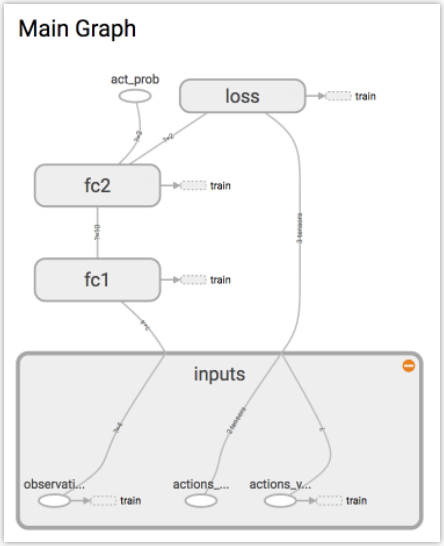 Main Graph
act_prob
loss
train
?×2
3 tensors
fc2
train
?×10
fc1
train
?×4
inputs
?×4
2 tensors
?
observati...
actions_...
actions_v...
train
train